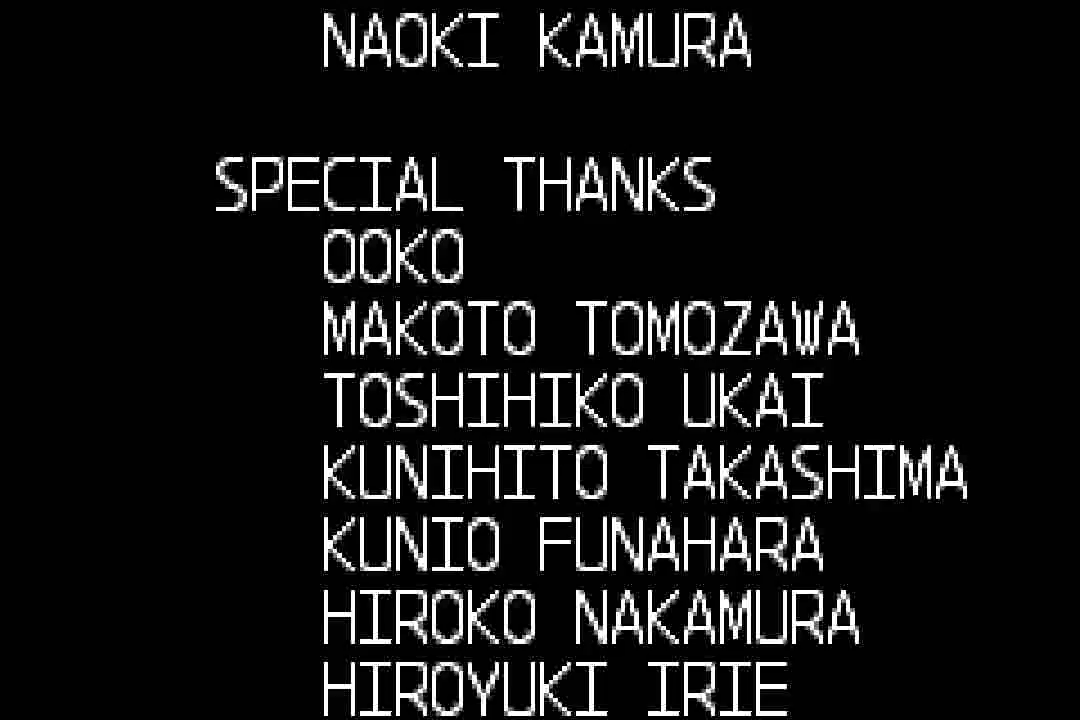 NAOKI KAMURA
SPECIAL THANKS
OOKO
MAKOTO TOMOZAWA
TOSHIHIKO UKAI
KUNIHITO TAKASHIMA
KUNIO FUNAHARA
HIROKO NAKAMURA
HIROYUKI IRIE